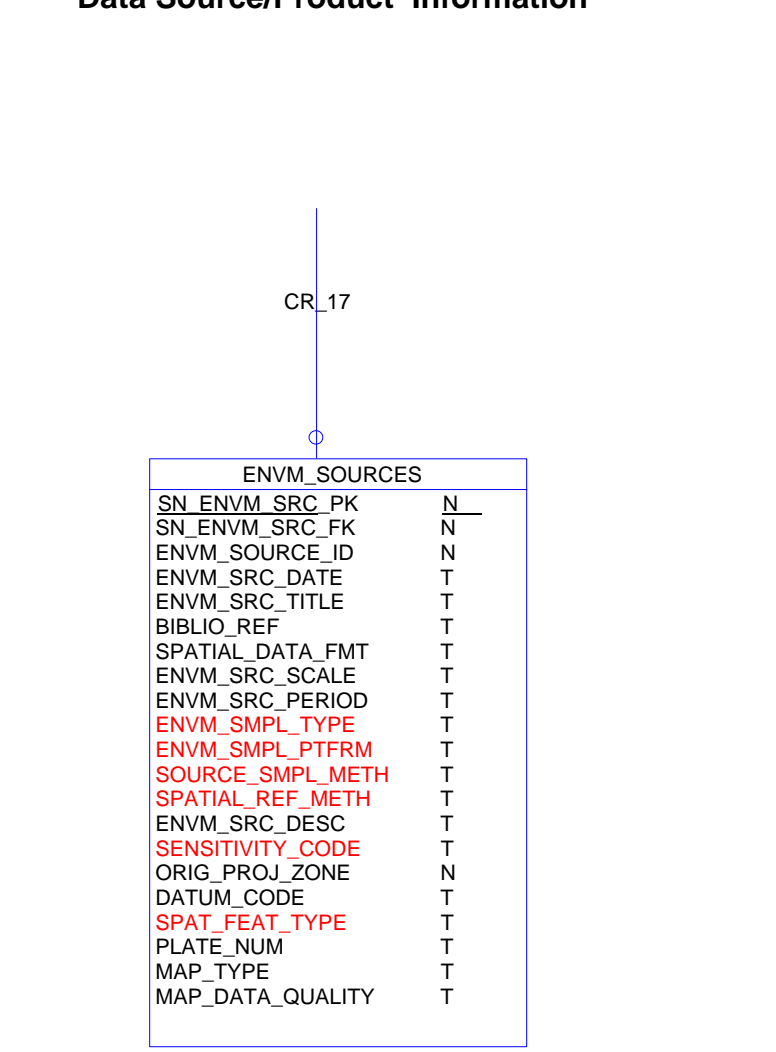 Data Source/Product Information
CR_17
ENVM_SOURCES
SN_ENVM_SRC_PK N
SN_ENVM_SRC_FK N
ENVM_SOURCE_ID N
ENVM_SRC_DATE T
ENVM_SRC_TITLE T
BIBLIO_REF T
SPATIAL_DATA_FMT T
ENVM_SRC_SCALE T
ENVM_SRC_PERIOD T
ENVM_SMPL_TYPE T
ENVM_SMPL_PTFRM T
SOURCE_SMPL_METH T
SPATIAL_REF_METH T
ENVM_SRC_DESC T
SENSITIVITY_CODE T
ORIG_PROJ_ZONE N
DATUM_CODE T
SPAT_FEAT_TYPE T
PLATE_NUM T
MAP_TYPE T
MAP_DATA_QUALITY T